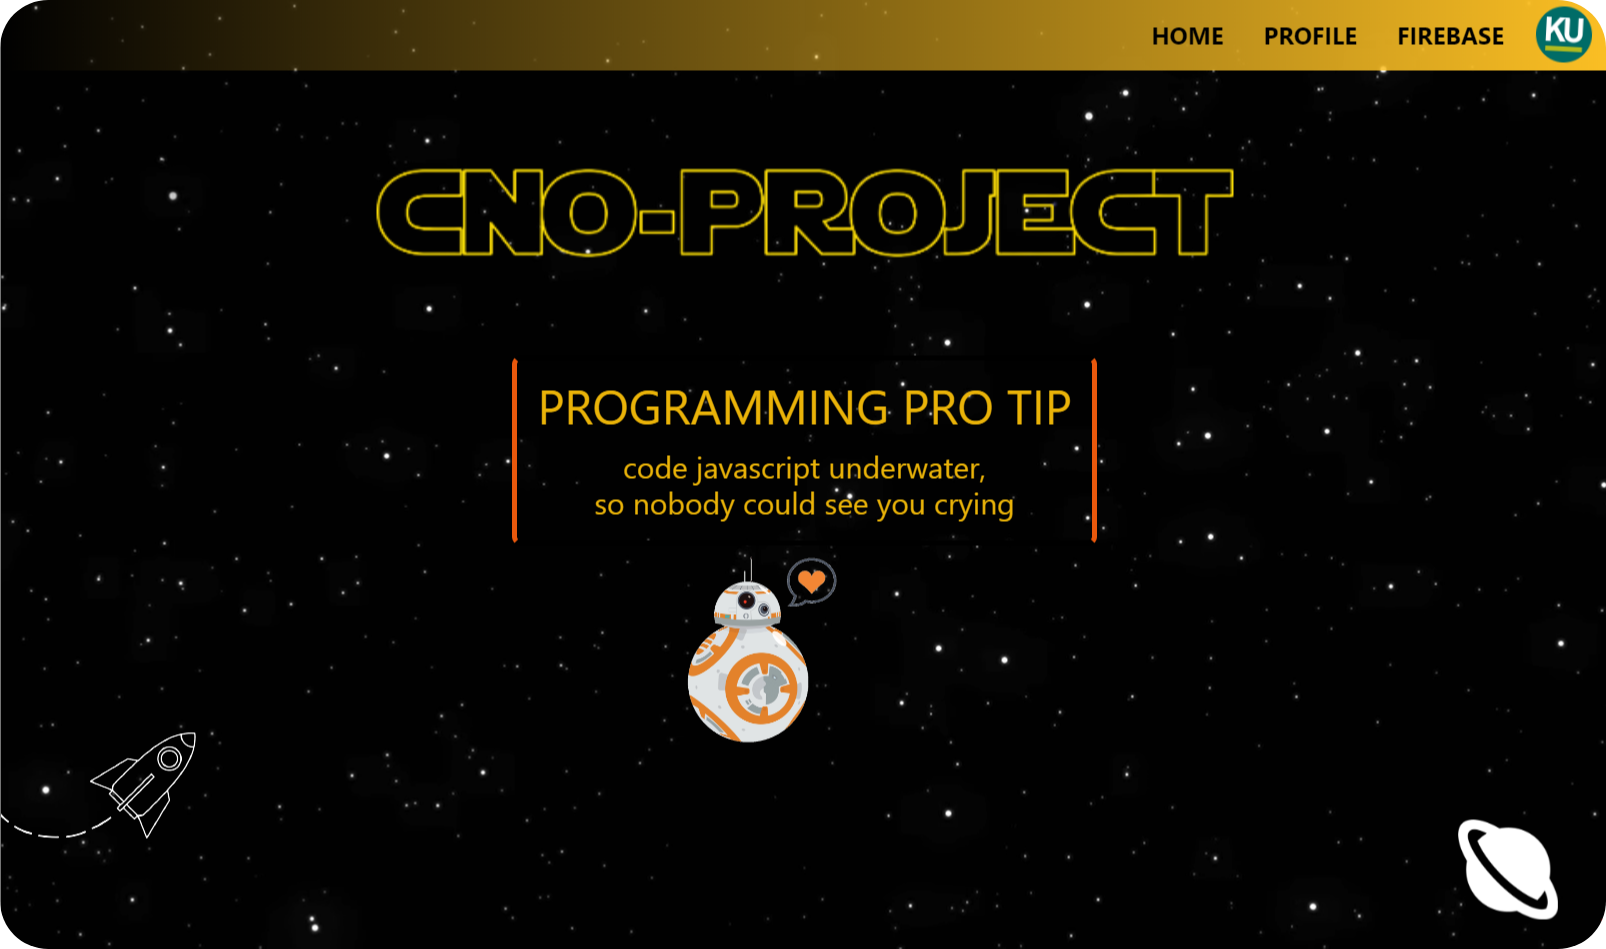 HOME PROFILE FIREBASE KU
CNO-PROJECT
PROGRAMMING PRO TIP
code javascript underwater,
so nobody could see you crying